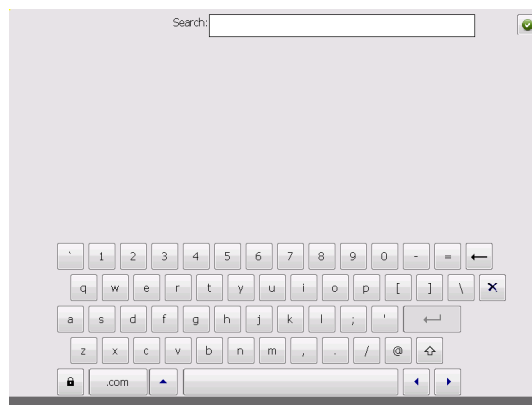 Search:
` 1 2 3 4 5 6 7 8 9 0 - =
q w e r t y u i o p [ ] \
a s d f g h j k l ; '
z x c v b n m , . / @
.com